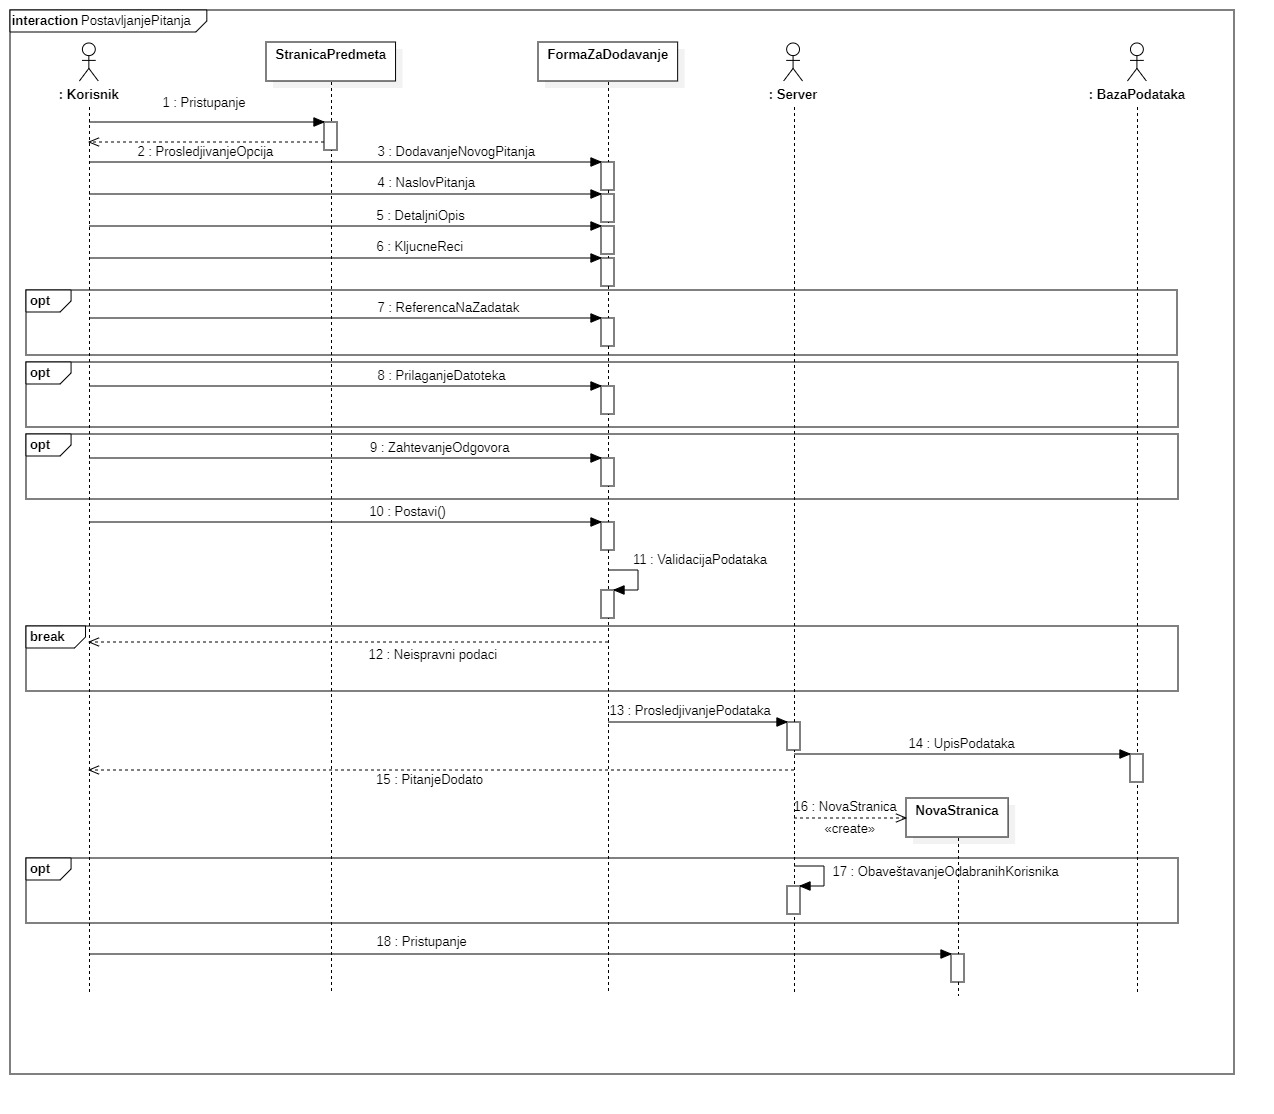 interaction PostavljanjePitanja
StranicaPredmeta
FormaZaDodavanje
: Korisnik
: Server
: BazaPodataka
1 : Pristupanje
2 : ProsledjivanjeOpcija
3 : DodavanjeNovogPitanja
4 : NaslovPitanja
5 : DetaljniOpis
6 : KljucneReci
opt
7 : ReferencaNaZadatak
opt
8 : PrilaganjeDatoteka
opt
9 : ZahtevanjeOdgovora
10 : Postavi()
11 : ValidacijaPodataka
break
12 : Neispravni podaci
13 : ProsledjivanjePodataka
14 : UpisPodataka
15 : PitanjeDodato
16 : NovaStranica
«create»
NovaStranica
opt
17 : ObaveštavanjeOdabranihKorisnika
18 : Pristupanje